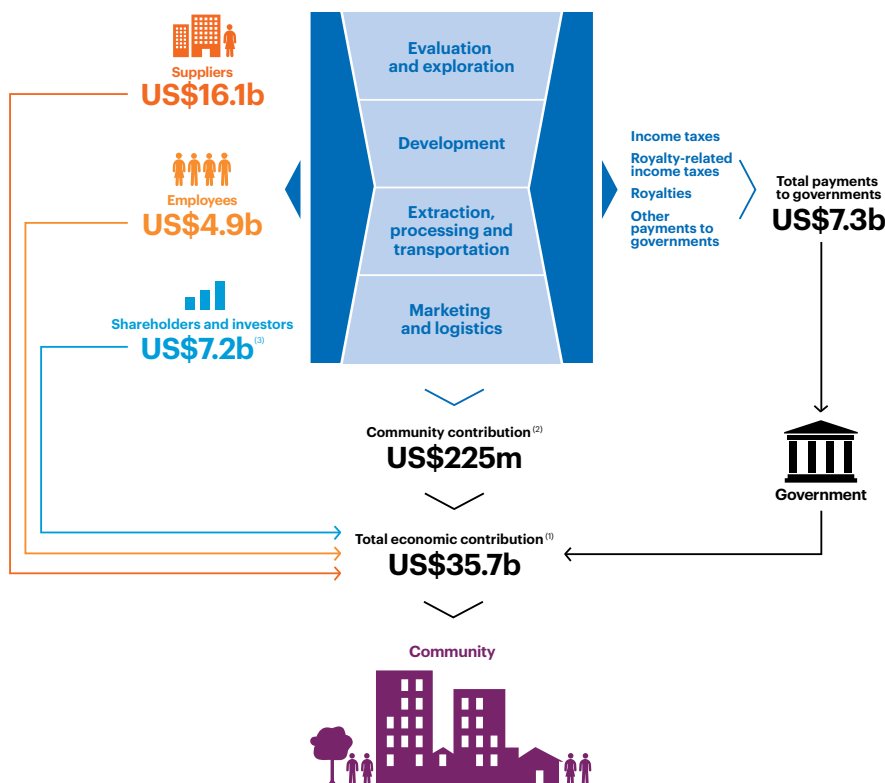 Suppliers
US$16.1b
Employees
US$4.9b
Shareholders and investors
US$7.2b (3)
Evaluation
and exploration
Development
Extraction,
processing and
transportation
Marketing
and logistics
Income taxes
Royalty-related
income taxes
Royalties
Other
payments to
governments
Total payments
to governments
US$7.3b
Government
Community contribution (2)
US$225m
Total economic contribution (1)
US$35.7b
Community